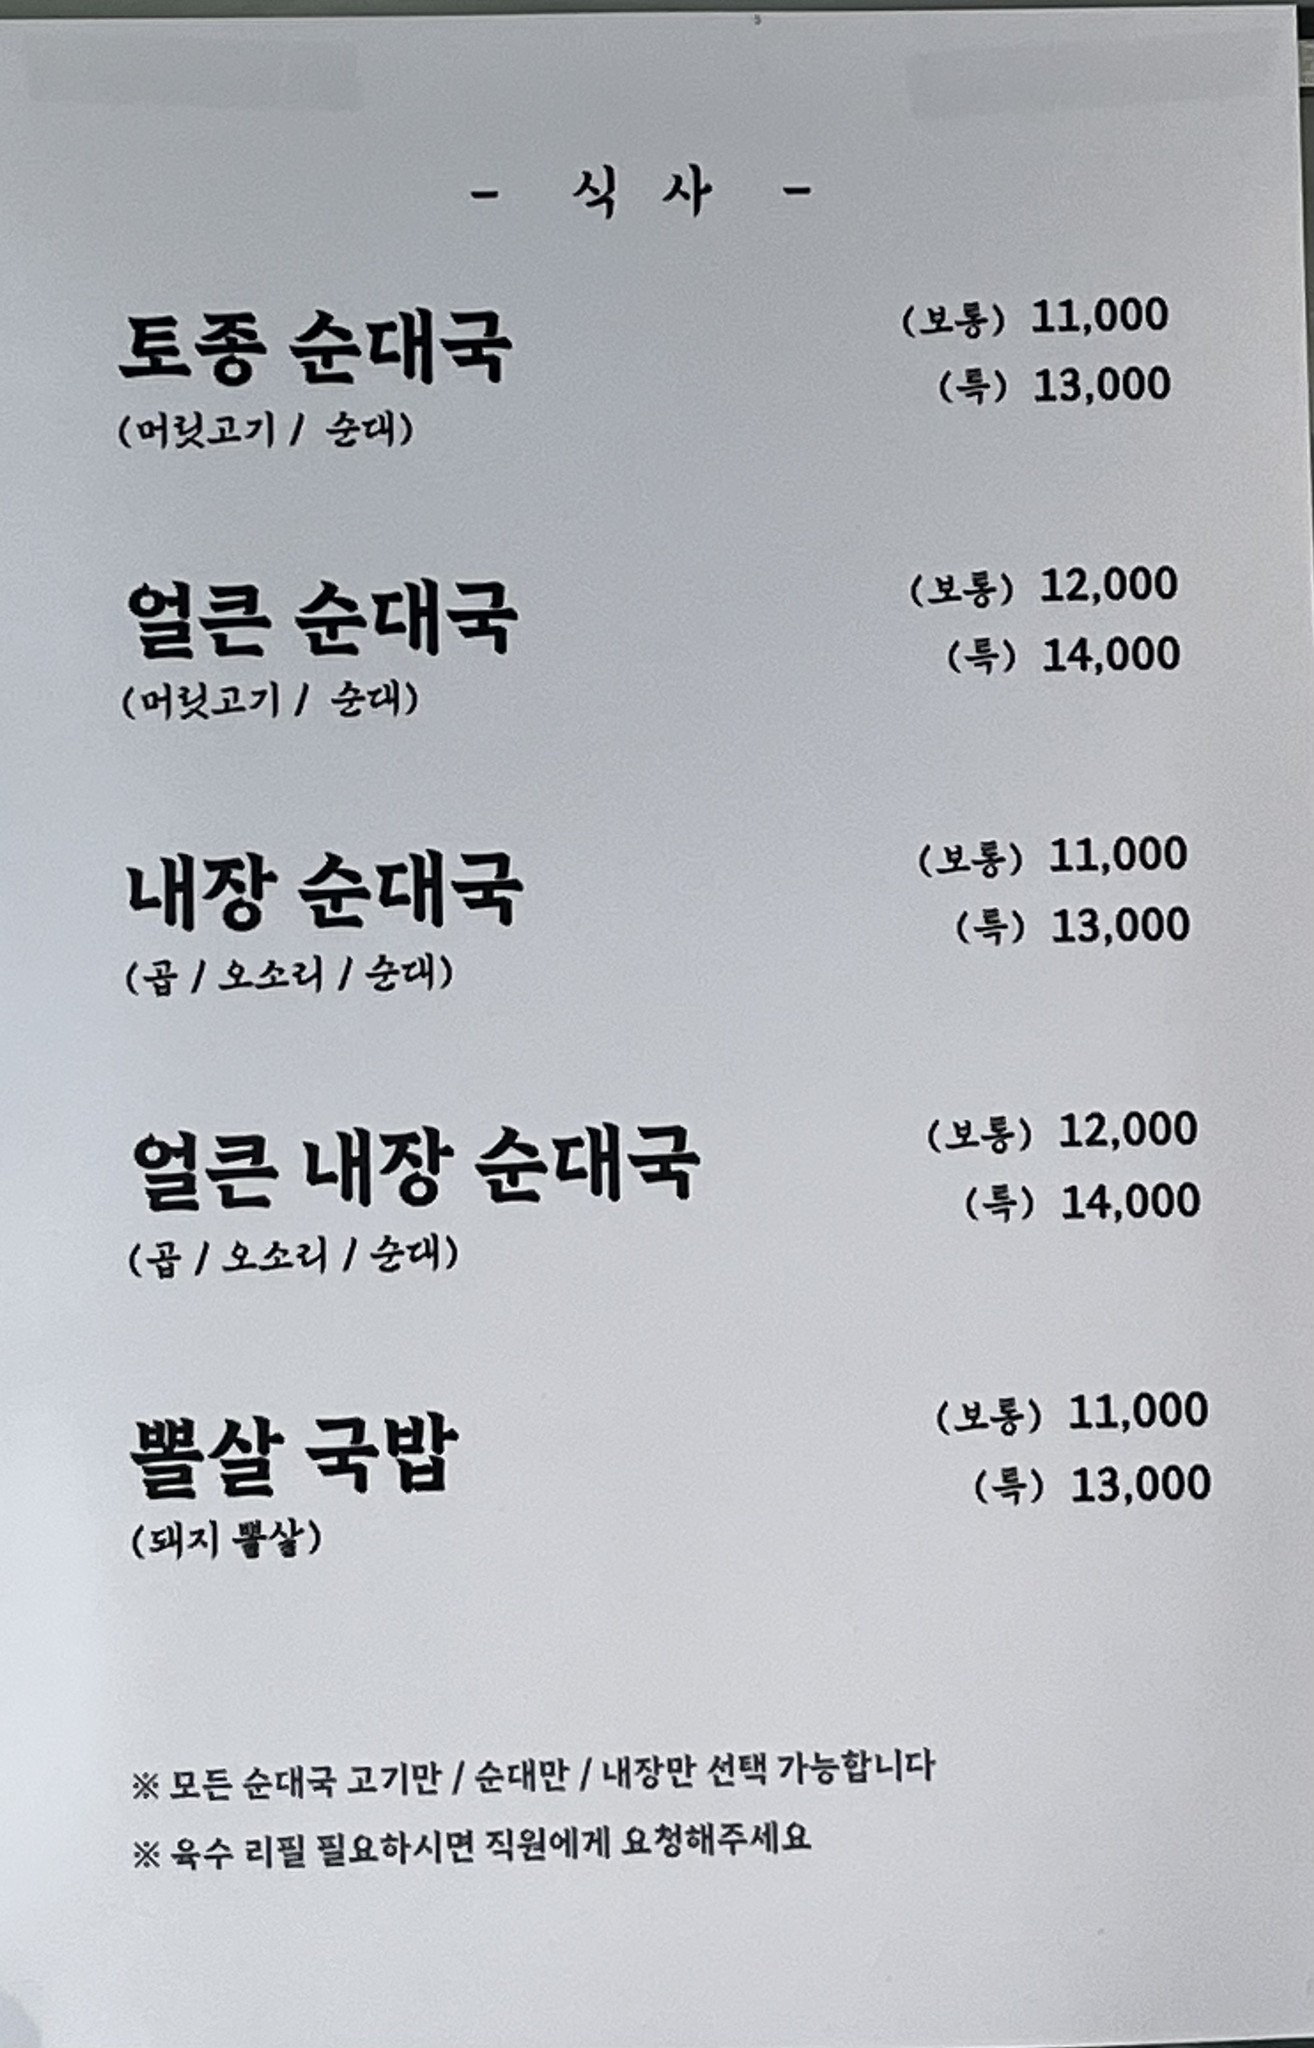 - 식 사 -
토종 순대국 (보통) 11,000
(특) 13,000
(머릿고기 / 순대)
얼큰 순대국 (보통) 12,000
(특) 14,000
(머릿고기 / 순대)
내장 순대국 (보통) 11,000
(특) 13,000
(곱 / 오소리 / 순대)
얼큰 내장 순대국 (보통) 12,000
(특) 14,000
(곱 / 오소리 / 순대)
뽈살 국밥 (보통) 11,000
(특) 13,000
(돼지 뽈살)
※ 모든 순대국 고기만 / 순대만 / 내장만 선택 가능합니다
※ 육수 리필 필요하시면 직원에게 요청해주세요